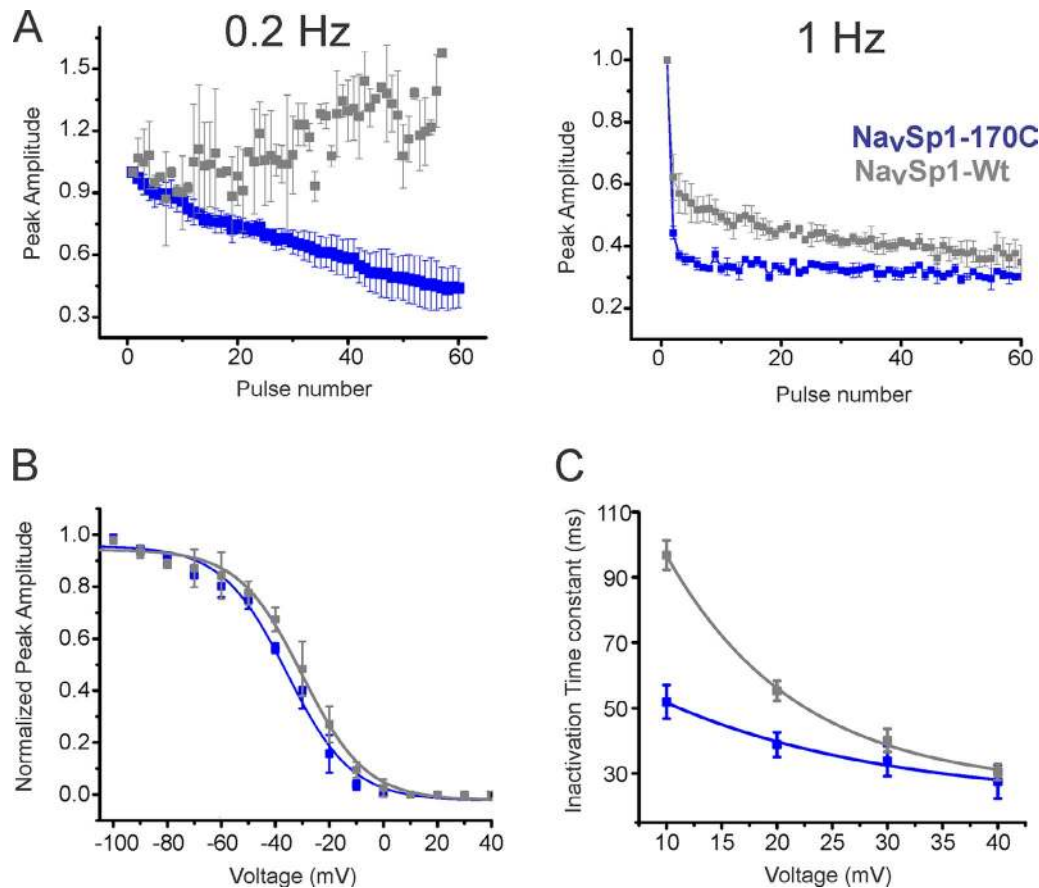 A
0.2 Hz
1 Hz
Peak Amplitude
1.5
1.2
0.9
0.6
0.3
0 20 40 60
Pulse number
Peak Amplitude
1.0
0.8
0.6
0.4
0.2
NavSp1-170C
NavSp1-Wt
0 20 40 60
Pulse number
B
Normalized Peak Amplitude
1.0
0.8
0.6
0.4
0.2
0.0
-100 -80 -60 -40 -20 0 20 40
Voltage (mV)
C
Inactivation Time constant (ms)
110
90
70
50
30
10 15 20 25 30 35 40
Voltage (mV)